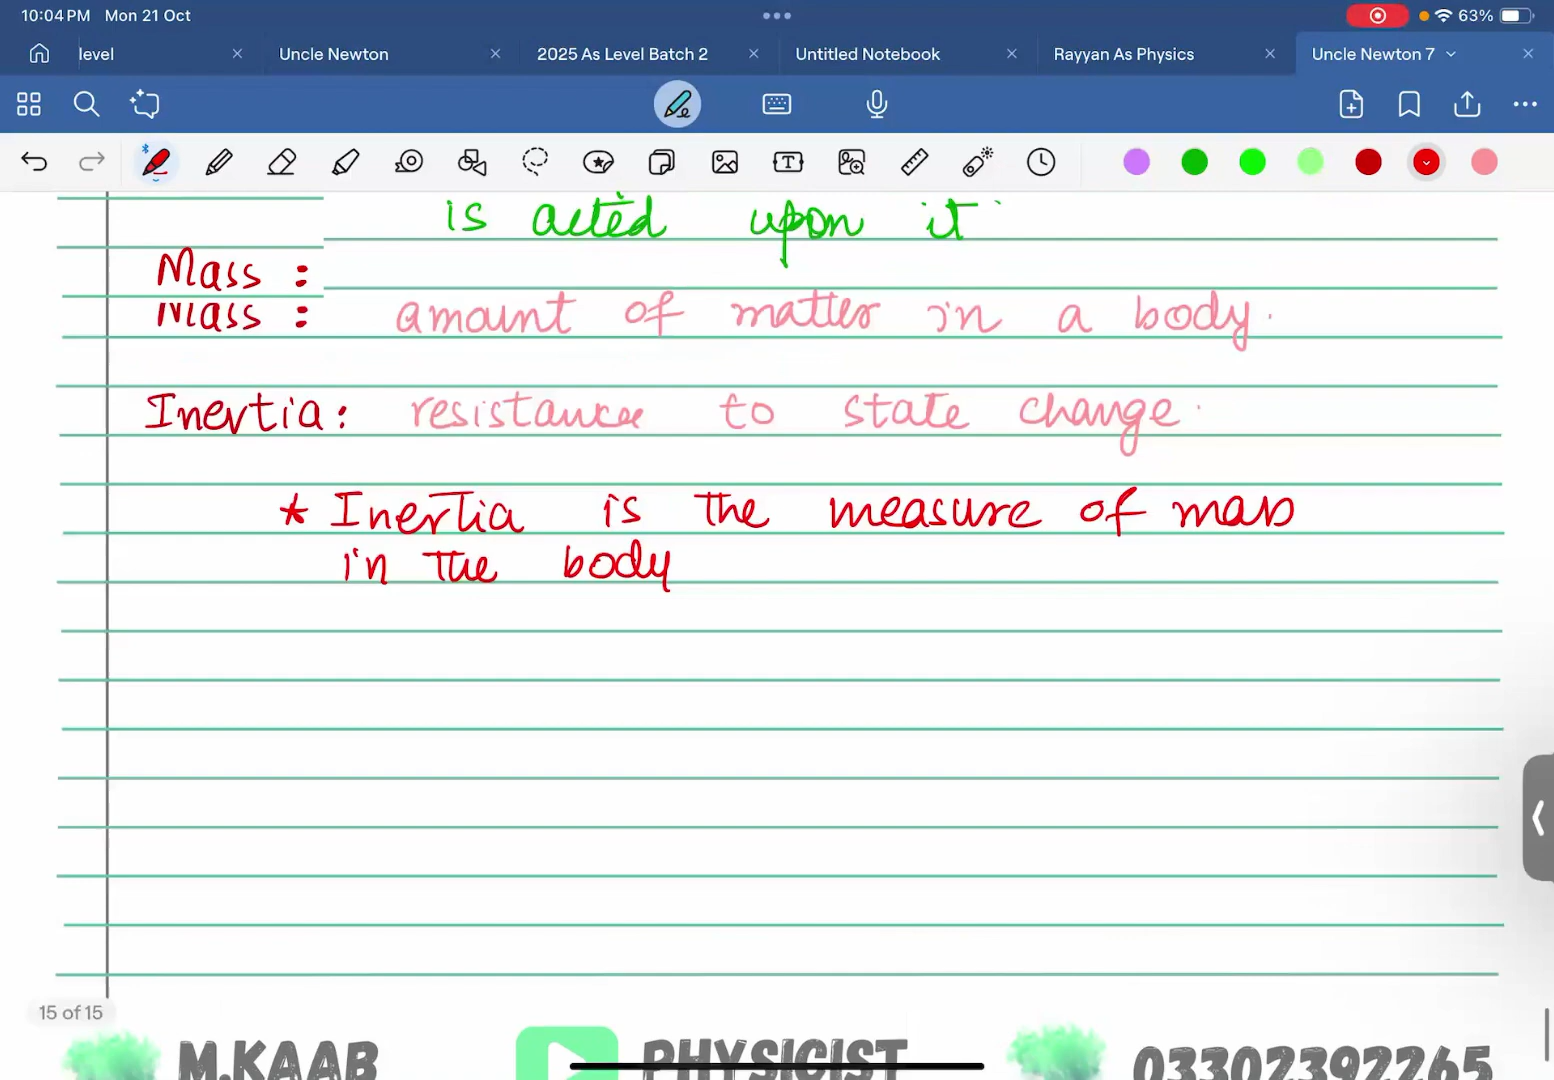 10:04 PM Mon 21 Oct
63%
level
Uncle Newton
2025 As Level Batch 2
Untitled Notebook
Rayyan As Physics
Uncle Newton 7
is acted upon it
Mass :
Mass : amount of matter in a body.
Inertia: resistance to state change.
* Inertia is the measure of mass
in the body
15 of 15
M.KAAB
PHYSICIST
03302392265